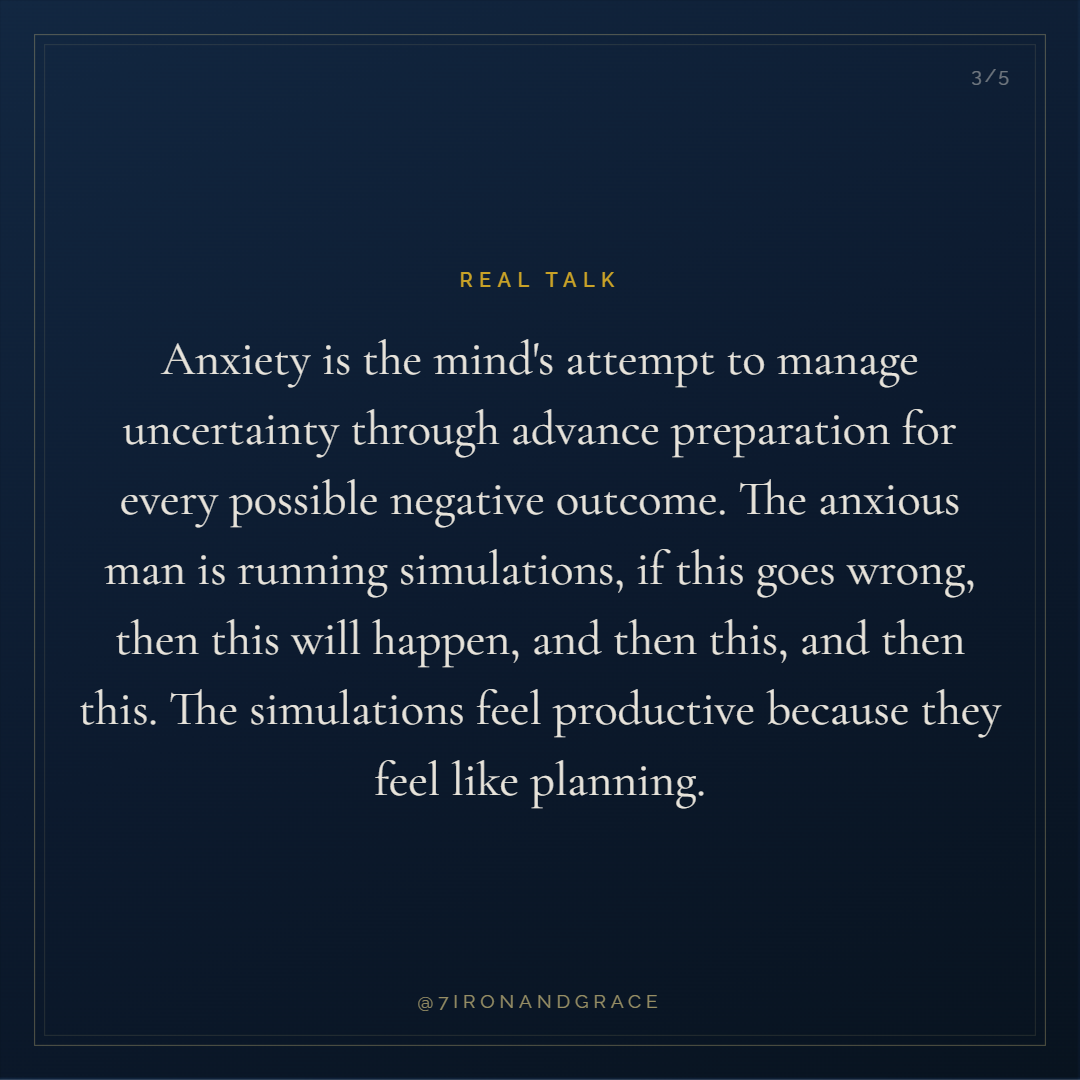 3/5
REAL TALK
Anxiety is the mind's attempt to manage
uncertainty through advance preparation for
every possible negative outcome. The anxious
man is running simulations, if this goes wrong,
then this will happen, and then this, and then
this. The simulations feel productive because they
feel like planning.
@7IRONANDGRACE